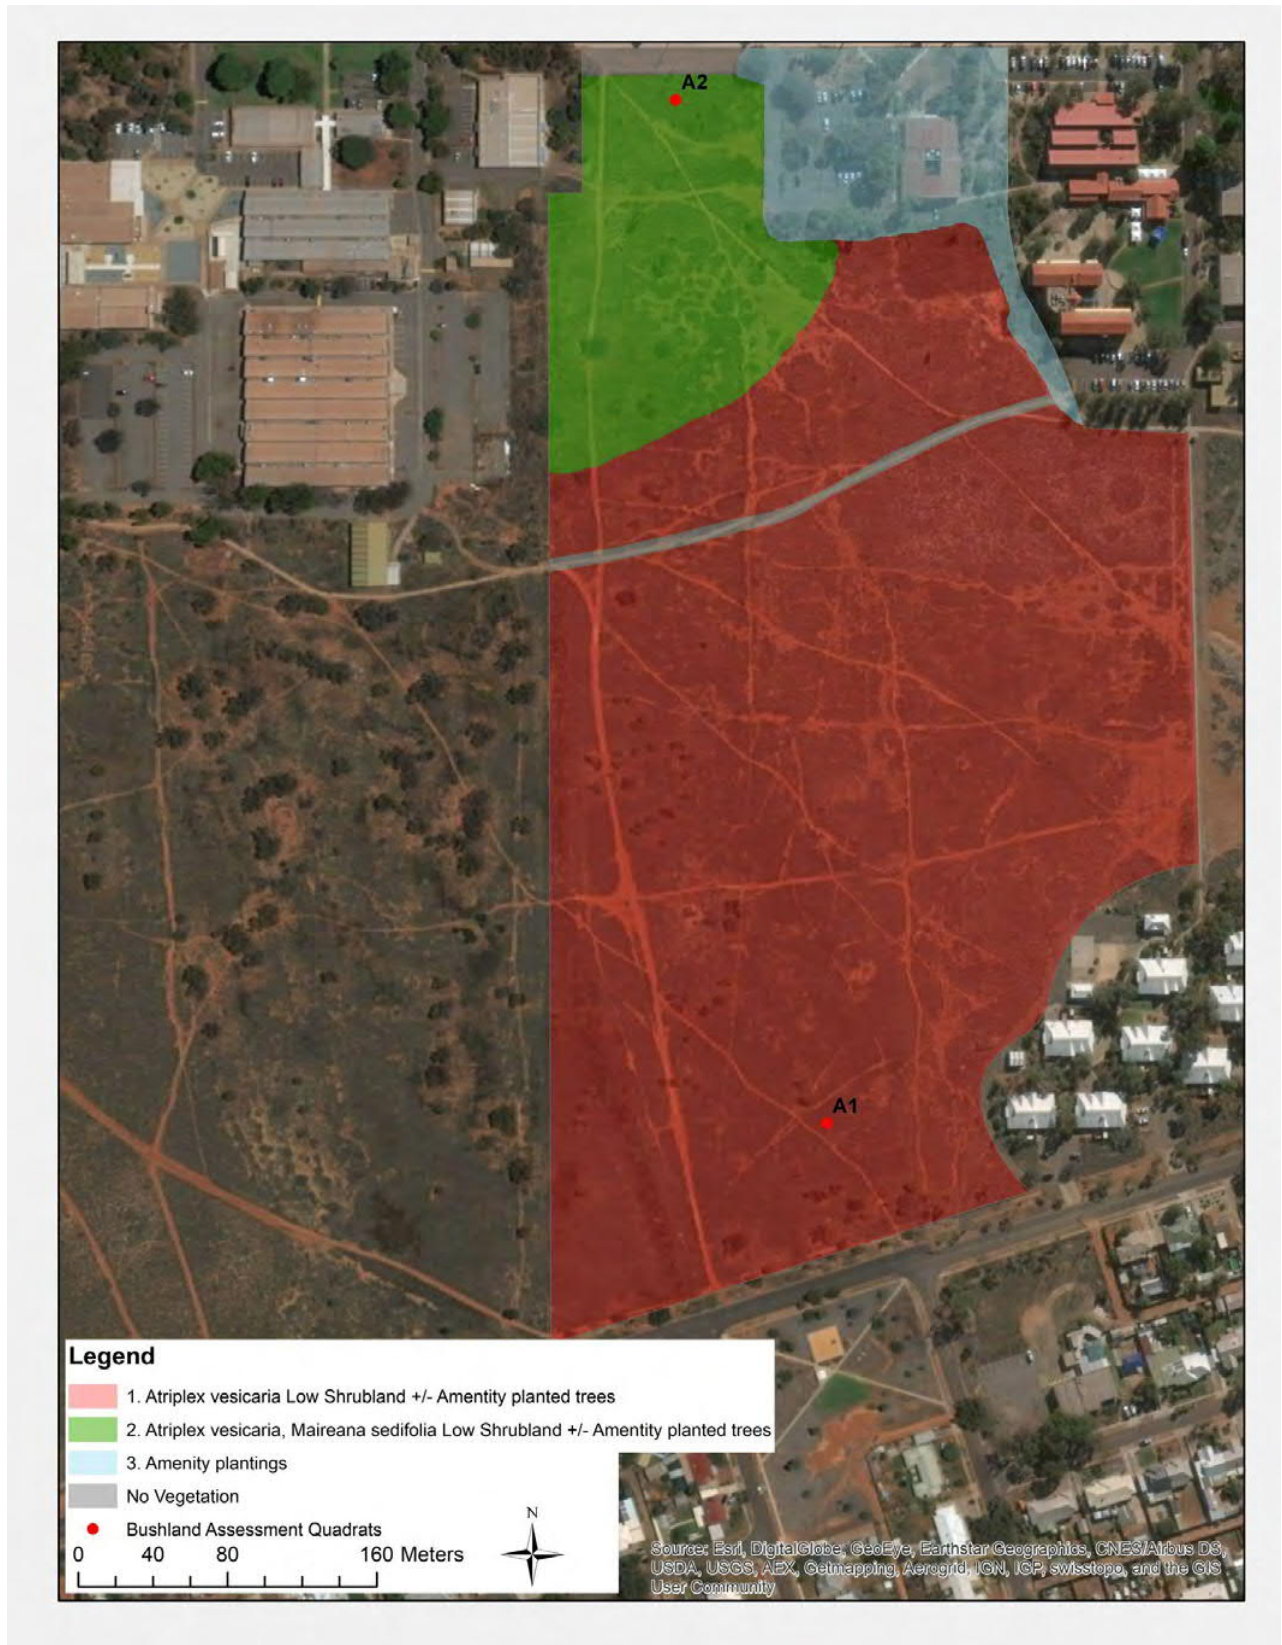 A2
A1
Legend
1. Atriplex vesicaria Low Shrubland +/- Amentity planted trees
2. Atriplex vesicaria, Maireana sedifolia Low Shrubland +/- Amentity planted trees
3. Amenity plantings
No Vegetation
Bushland Assessment Quadrats
N
0 40 80 160 Meters
Source: Esri, DigitalGlobe, GeoEye, Earthstar Geographics, CNES/Airbus DS,
USDA, USGS, AEX, Getmapping, Aerogrid, IGN, IGP, swisstopo, and the GIS
User Community